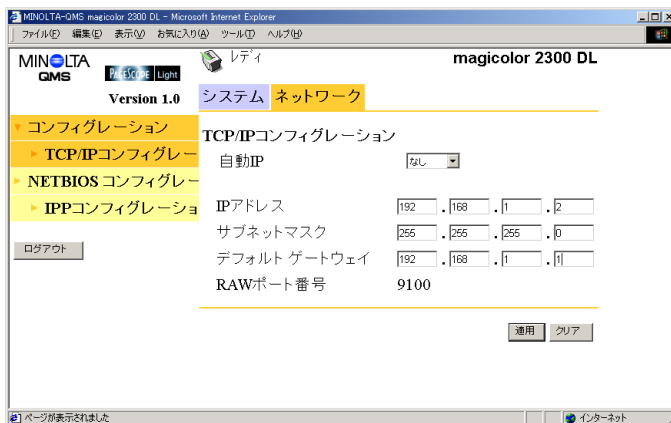 MINOLTA-QMS magicolor 2300 DL - Microsoft Internet Explorer
ファイル(F) 編集(E) 表示(V) お気に入り(A) ツール(T) ヘルプ(H)
MINOLTA
QMS
PAGESCOPE Light
Version 1.0
レディ
magicolor 2300 DL
システム ネットワーク
コンフィグレーション
TCP/IPコンフィグレー
NETBIOS コンフィグレー
IPPコンフィグレーショ
ログアウト
TCP/IPコンフィグレーション
自動IP なし
IPアドレス 192 . 168 . 1 . 2
サブネットマスク 255 . 255 . 255 . 0
デフォルト ゲートウェイ 192 . 168 . 1 . 1
RAWポート番号 9100
適用 クリア
ページが表示されました
インターネット